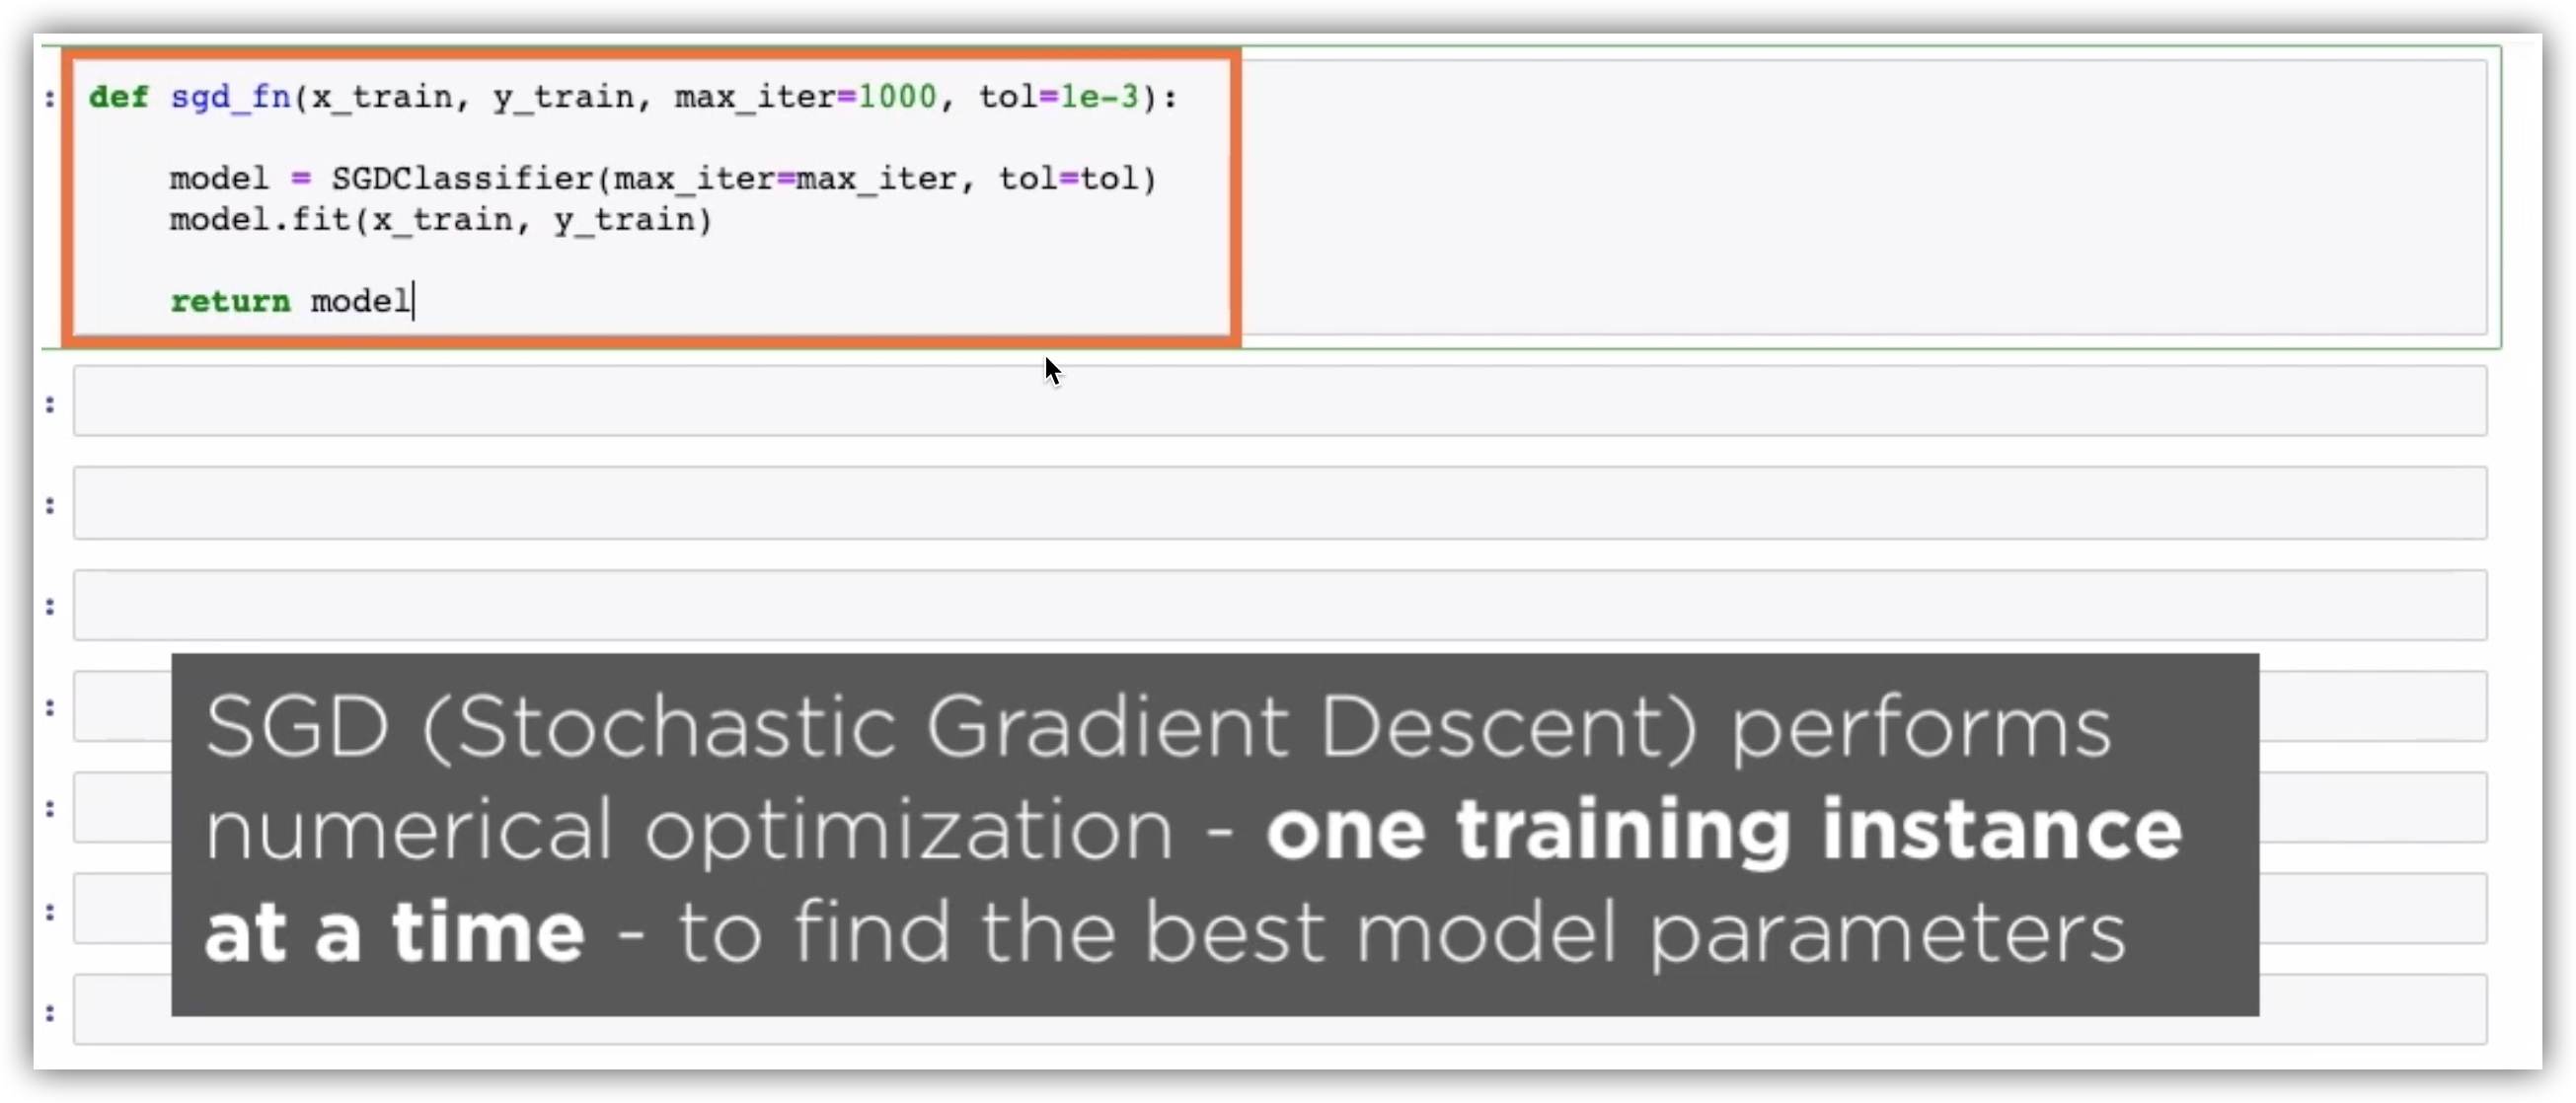 def sgd_fn(x_train, y_train, max_iter=1000, tol=1e-3):
model = SGDClassifier(max_iter=max_iter, tol=tol)
model.fit(x_train, y_train)
return model
SGD (Stochastic Gradient Descent) performs
numerical optimization - one training instance
at a time - to find the best model parameters